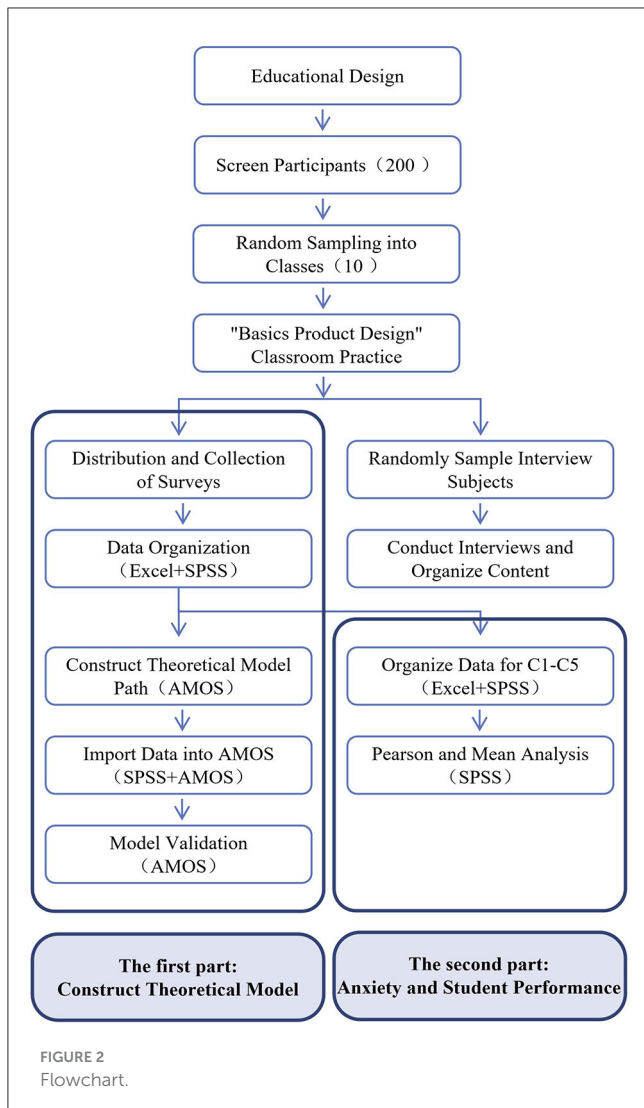 Educational Design
Screen Participants（200）
Random Sampling into
Classes（10）
"Basics Product Design"
Classroom Practice
Distribution and Collection
of Surveys
Data Organization
（Excel+SPSS）
Construct Theoretical Model
Path（AMOS）
Import Data into AMOS
(SPSS+AMOS）
Model Validation
（AMOS）
Randomly Sample Interview
Subjects
Conduct Interviews and
Organize Content
Organize Data for C1-C5
（Excel+SPSS）
Pearson and Mean Analysis
（SPSS）
The first part:
Construct Theoretical Model
The second part:
Anxiety and Student Performance
FIGURE 2
Flowchart.